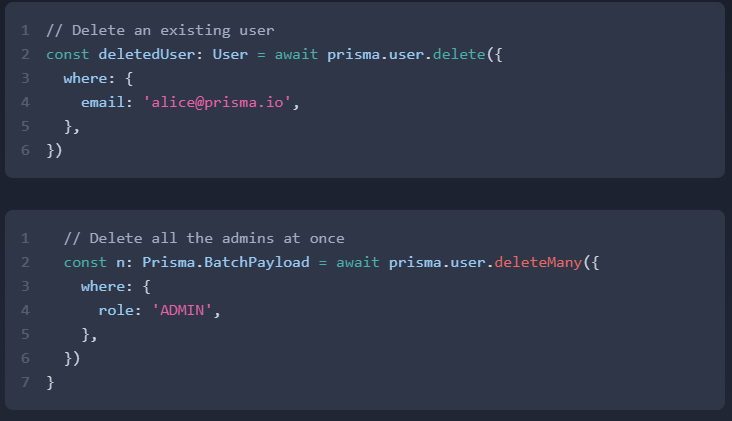 1 // Delete an existing user
2 const deletedUser: User = await prisma.user.delete({
3   where: {
4     email: 'alice@prisma.io',
5   },
6 })
1   // Delete all the admins at once
2   const n: Prisma.BatchPayload = await prisma.user.deleteMany({
3     where: {
4       role: 'ADMIN',
5     },
6   })
7 }